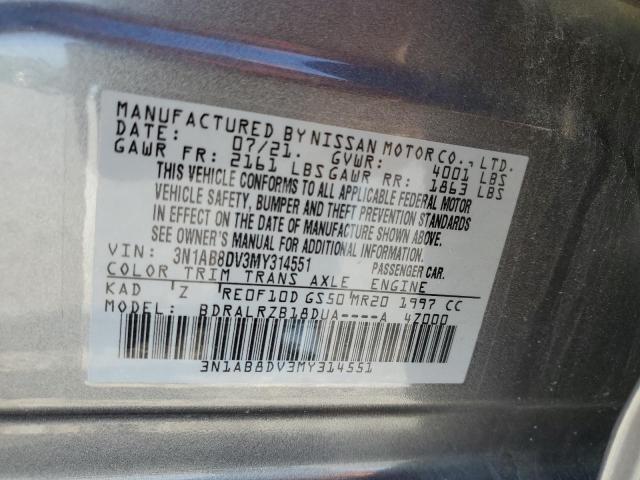 MANUFACTURED BY NISSAN MOTOR CO., LTD.
DATE: 07/21. GVWR: 4001 LBS
GAWR FR: 2161 LBS GAWR RR: 1863 LBS
THIS VEHICLE CONFORMS TO ALL APPLICABLE FEDERAL MOTOR
VEHICLE SAFETY, BUMPER AND THEFT PREVENTION STANDARDS
IN EFFECT ON THE DATE OF MANUFACTURE SHOWN ABOVE.
SEE OWNER'S MANUAL FOR ADDITIONAL INFORMATION.
VIN: 3N1AB8DV3MY314551 PASSENGER CAR.
COLOR TRIM TRANS AXLE ENGINE
KAD Z RE0F10D GS50 MR20 1997 CC
MODEL: BDRALRZB18DUA----A 4Z000
3N1AB8DV3MY314551